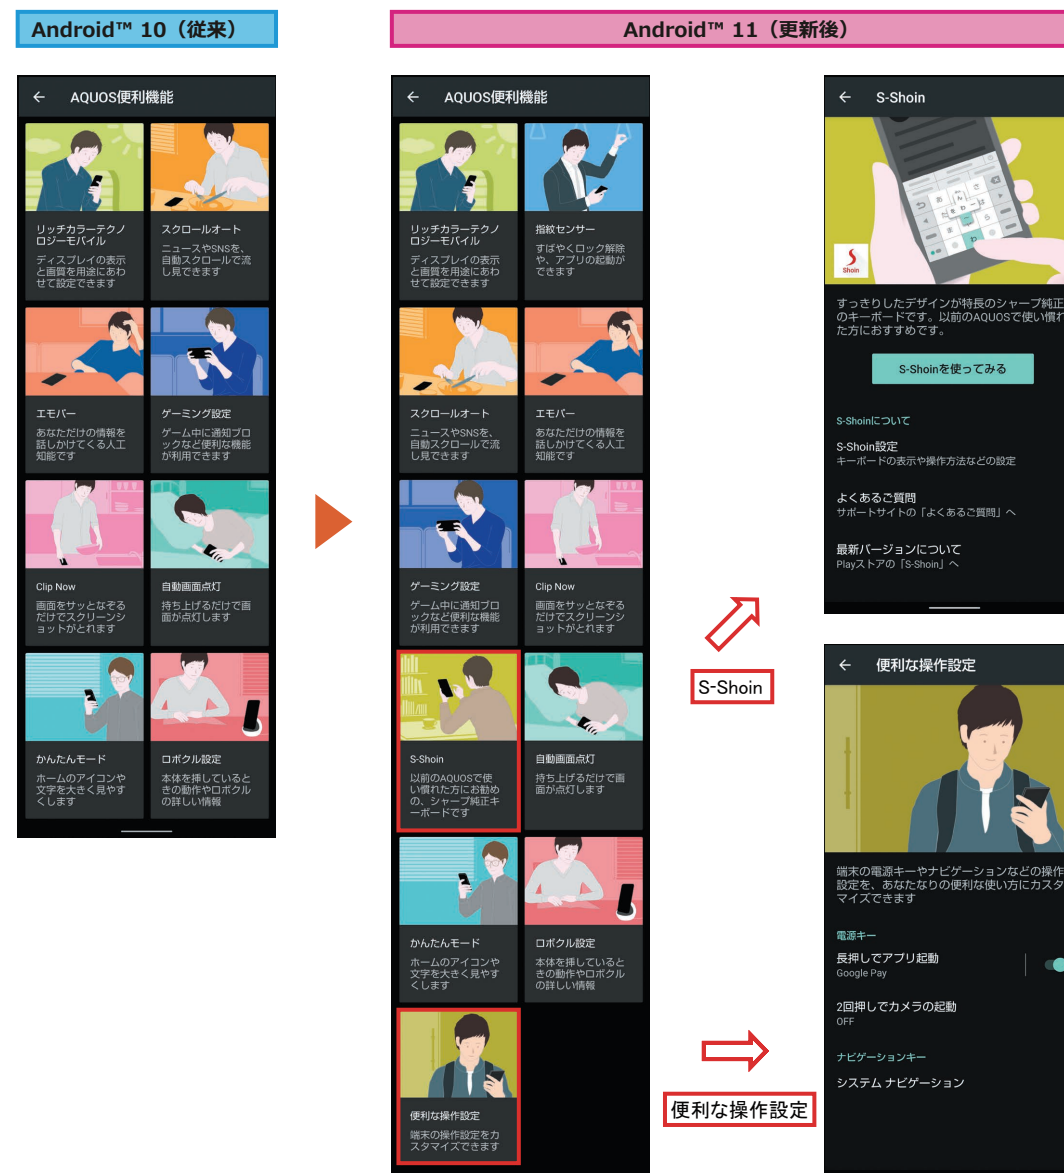 Android™ 10（従来）
Android™ 11（更新後）
← AQUOS便利機能
リッチカラーテクノ
ロジーモバイル
ディスプレイの表示
と画質を用途にあわ
せて設定できます
スクロールオート
ニュースやSNSを、
自動スクロールで流
し見できます
エモパー
あなただけの情報を
話しかけてくる人工
知能です
ゲーミング設定
ゲーム中に通知ブロ
ックなど便利な機能
が利用できます
Clip Now
画面をサッとなぞる
だけでスクリーンシ
ョットがとれます
自動画面点灯
持ち上げるだけで画
面が点灯します
かんたんモード
ホームのアイコンや
文字を大きく見やす
くします
ロボクル設定
本体を挿していると
きの動作やロボクル
の詳しい情報
← AQUOS便利機能
リッチカラーテクノ
ロジーモバイル
ディスプレイの表示
と画質を用途にあわ
せて設定できます
指紋センサー
すばやくロック解除
や、アプリの起動が
できます
スクロールオート
ニュースやSNSを、
自動スクロールで流
し見できます
エモパー
あなただけの情報を
話しかけてくる人工
知能です
ゲーミング設定
ゲーム中に通知ブロ
ックなど便利な機能
が利用できます
Clip Now
画面をサッとなぞる
だけでスクリーンシ
ョットがとれます
S-Shoin
以前のAQUOSで使
い慣れた方にお勧め
の、シャープ純正キ
ーボードです
自動画面点灯
持ち上げるだけで画
面が点灯します
かんたんモード
ホームのアイコンや
文字を大きく見やす
くします
ロボクル設定
本体を挿していると
きの動作やロボクル
の詳しい情報
便利な操作設定
端末の操作設定をカ
スタマイズできます
S-Shoin
便利な操作設定
← S-Shoin
Shoin
すっきりしたデザインが特長のシャープ純正
のキーボードです。以前のAQUOSで使い慣れ
た方におすすめです。
S-Shoinを使ってみる
S-Shoinについて
S-Shoin設定
キーボードの表示や操作方法などの設定
よくあるご質問
サポートサイトの「よくあるご質問」へ
最新バージョンについて
Playストアの「S-Shoin」へ
← 便利な操作設定
端末の電源キーやナビゲーションなどの操作
設定を、あなたなりの便利な使い方にカスタ
マイズできます
電源キー
長押しでアプリ起動
Google Pay
2回押しでカメラの起動
OFF
ナビゲーションキー
システム ナビゲーション